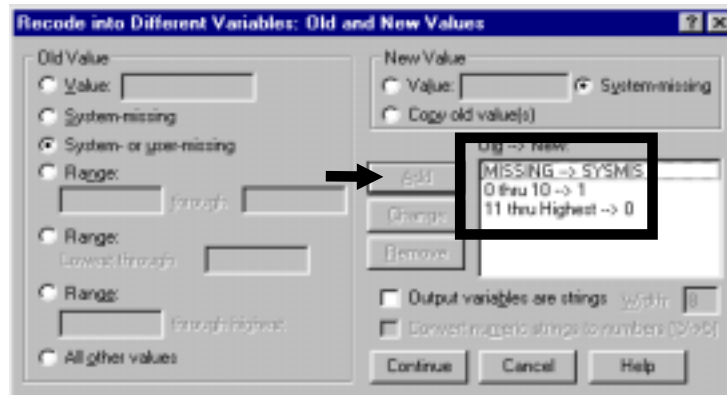 Recode into Different Variables: Old and New Values
Old Value
Value:
System-missing
System- or user-missing
Range:
through
Range:
Lowest through
Range:
through highest
All other values
New Value
Value:
System-missing
Copy old value(s)
Old --> New:
Add
Change
Remove
MISSING --> SYSMIS
0 thru 10 --> 1
11 thru Highest --> 0
Output variables are strings
Width: 8
Convert numeric strings to numbers ('5'->5)
Continue
Cancel
Help